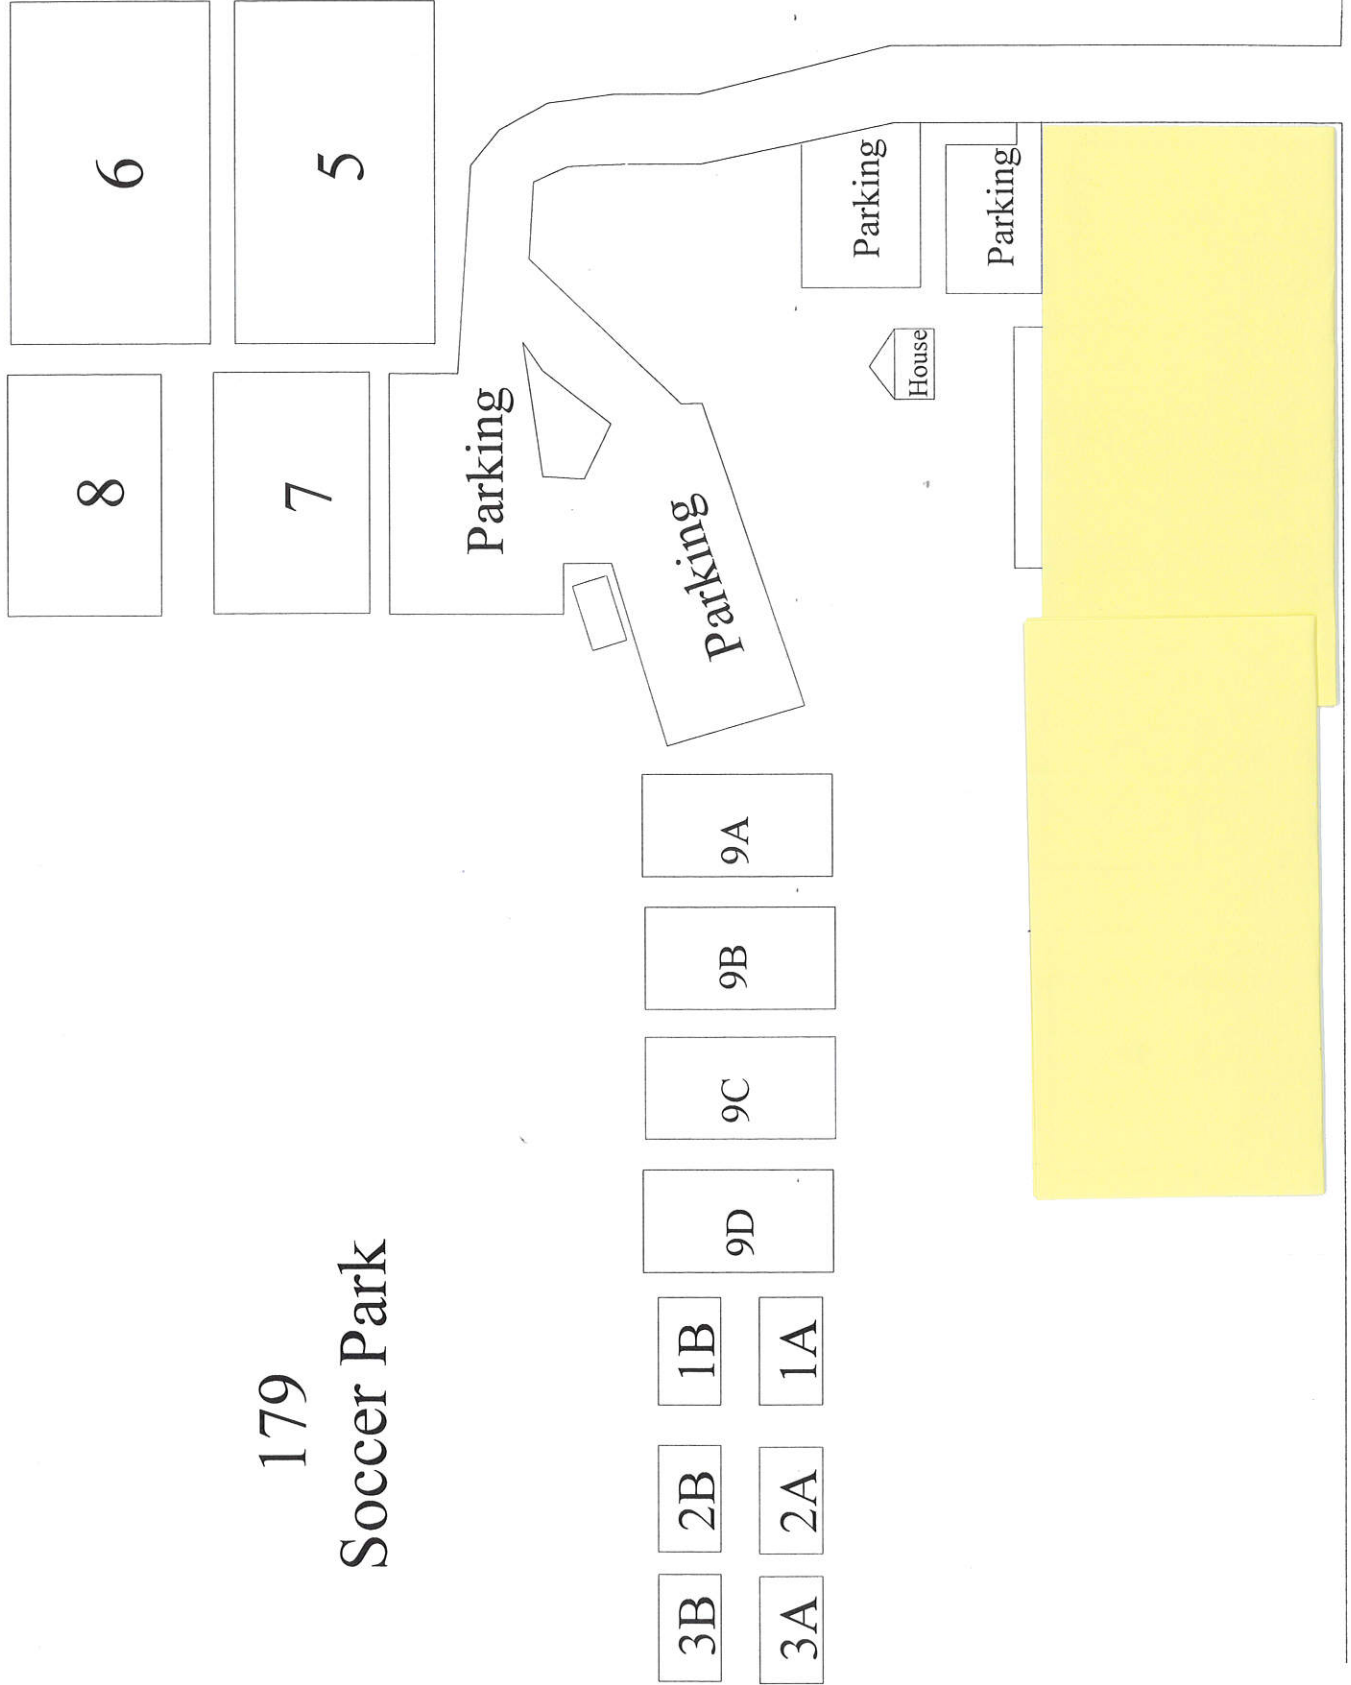 8
6
179
7
5
Soccer Park
Parking
3B 2B 1B
9D 9C 9B 9A
Parking
3A 2A 1A
Parking
House
Parking